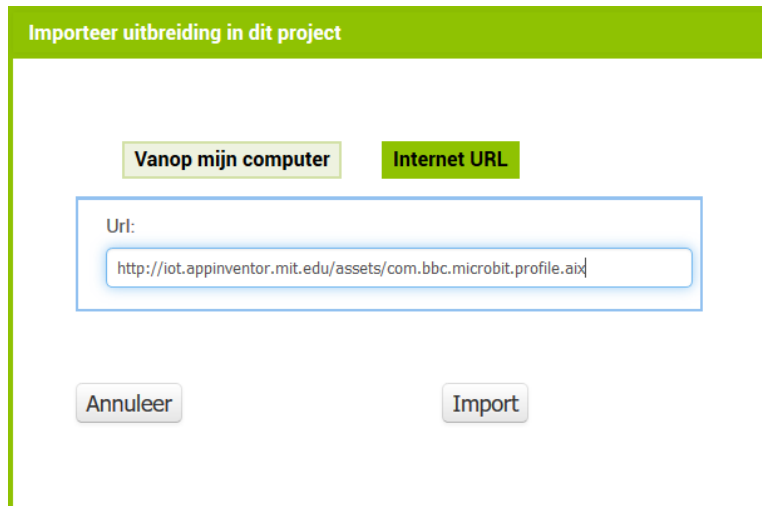 Importeer uitbreiding in dit project
Vanop mijn computer Internet URL
Url:
http://iot.appinventor.mit.edu/assets/com.bbc.microbit.profile.aix
Annuleer Import